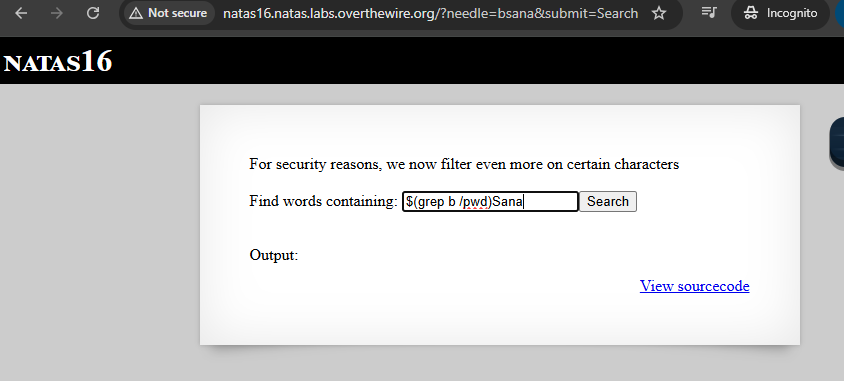 Not secure natas16.natas.labs.overthewire.org/?needle=bsana&submit=Search Incognito
NATAS16
For security reasons, we now filter even more on certain characters
Find words containing: $(grep b /pwd)Sana Search
Output:
View sourcecode